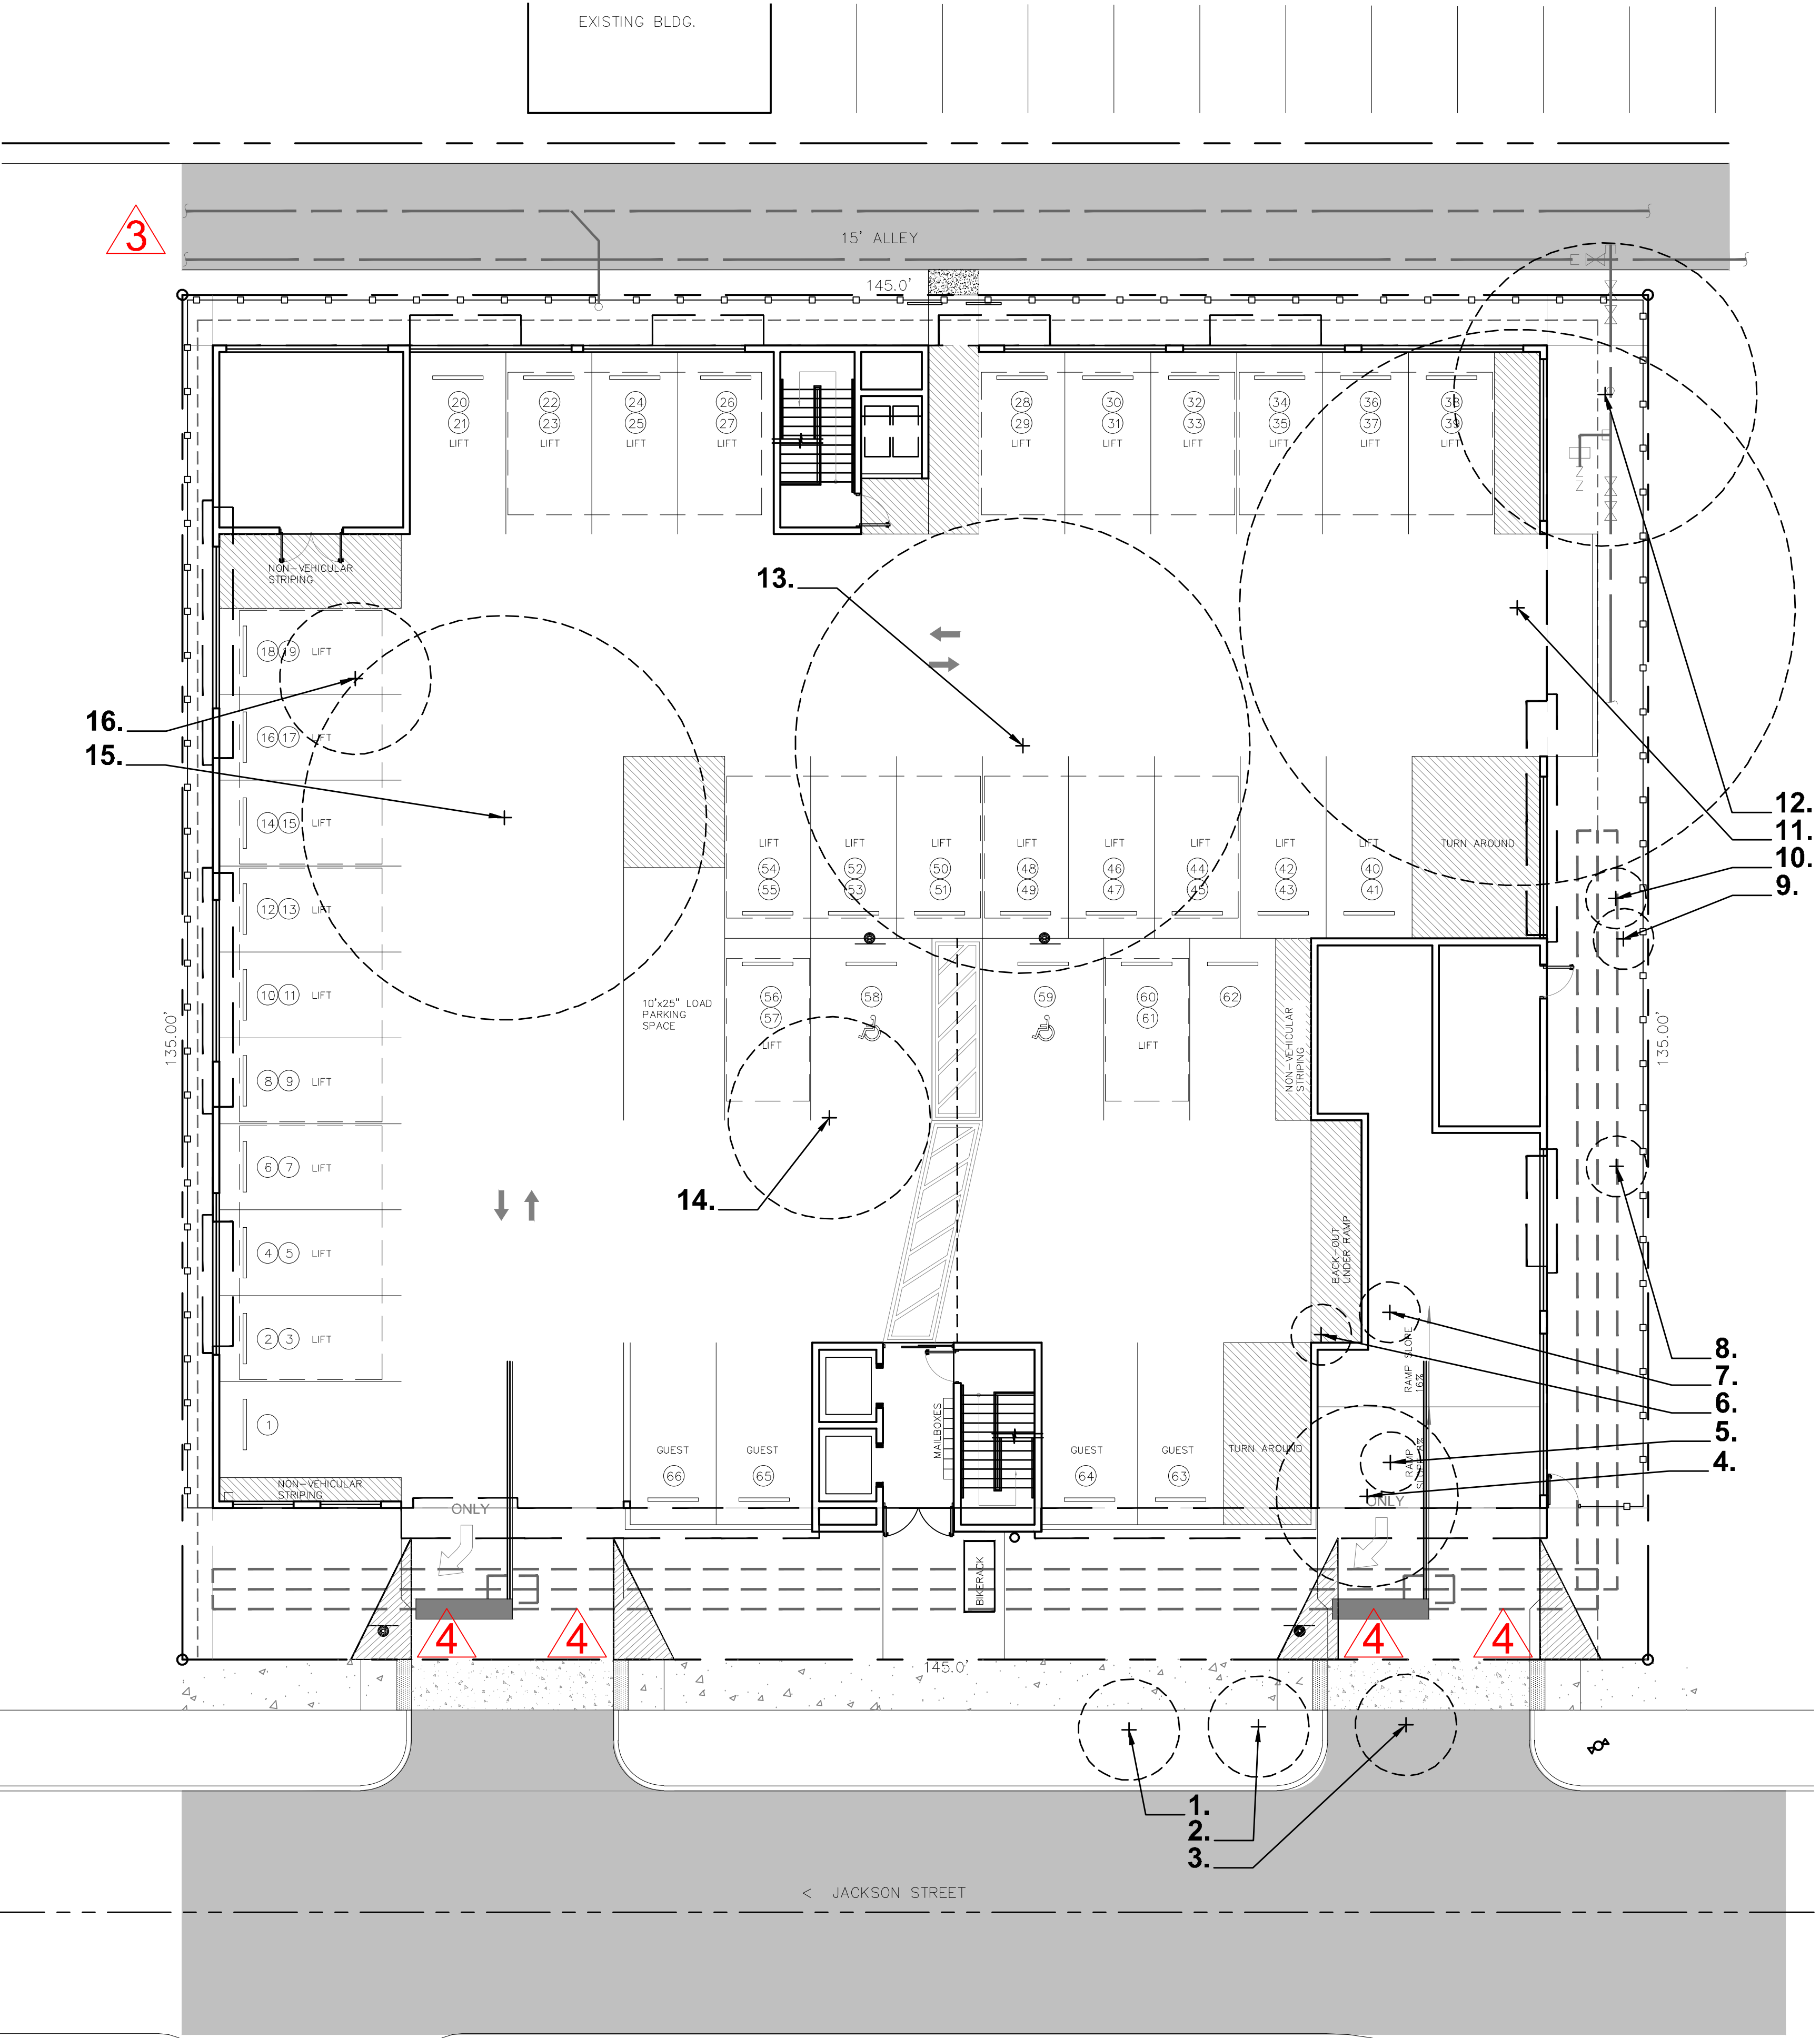 EXISTING BLDG.
3
15' ALLEY
145.0'
20 22 24 26 28 30 32 34 36 38
21 23 25 27 29 31 33 35 37 39
LIFT LIFT LIFT LIFT LIFT LIFT LIFT LIFT LIFT LIFT
Z
Z
NON-VEHICULAR
STRIPING
13.
18 19 LIFT
16.
16 17 LIFT
15.
14 15 LIFT
12.
11.
10.
9.
LIFT LIFT LIFT LIFT LIFT LIFT LIFT LIFT TURN AROUND
54 52 50 48 46 44 42 40
55 53 51 49 47 45 43 41
12 13 LIFT
10 11 LIFT
10'x25" LOAD
PARKING
SPACE
56 58 59 60 62
57 61
LIFT LIFT
NON-VEHICULAR
STRIPING
135.00'
135.00'
8 9 LIFT
6 7 LIFT
14.
BACK-OUT
UNDER RAMP
4 5 LIFT
2 3 LIFT
RAMP SLOPE
16%
8.
7.
6.
5.
4.
1
MAILBOXES
GUEST GUEST GUEST GUEST TURN AROUND
66 65 64 63
RAMP
SLOPE 8%
NON-VEHICULAR
STRIPING
ONLY ONLY
BIKERACK
4 4 4 4
145.0'
1.
2.
3.
< JACKSON STREET